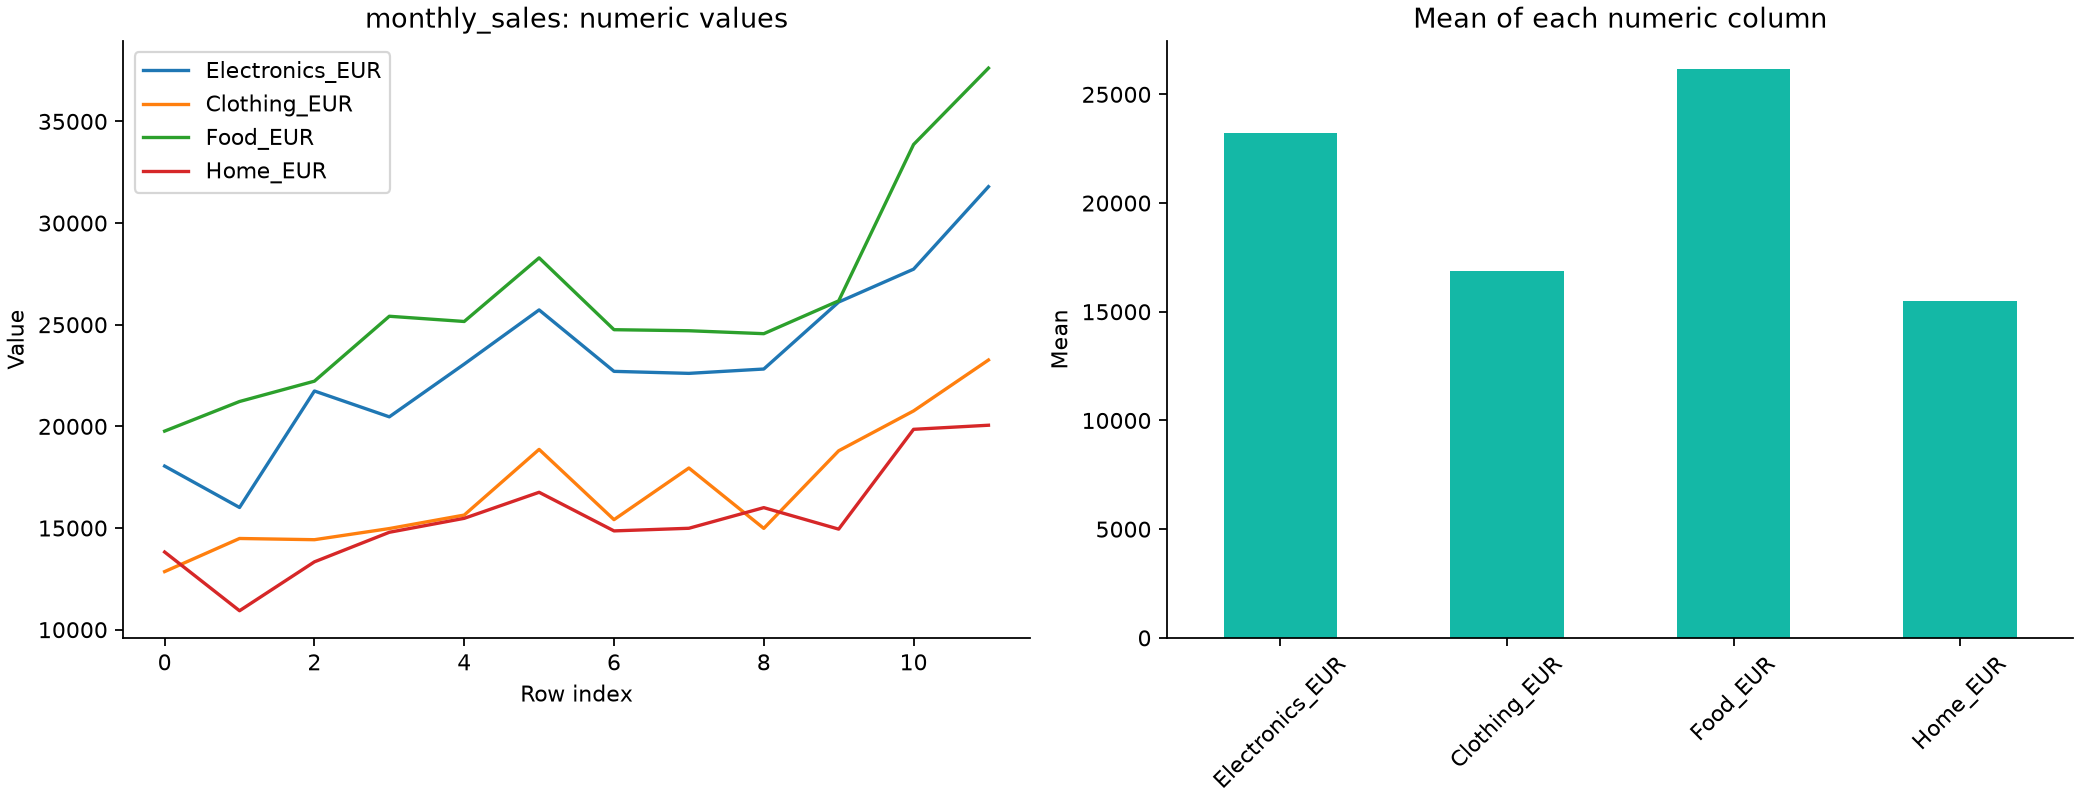 monthly_sales: numeric values
Electronics_EUR
Clothing_EUR
Food_EUR
Home_EUR
35000
30000
25000
20000
15000
10000
Value
0 2 4 6 8 10
Row index
Mean of each numeric column
25000
20000
15000
10000
5000
0
Mean
Electronics_EUR
Clothing_EUR
Food_EUR
Home_EUR